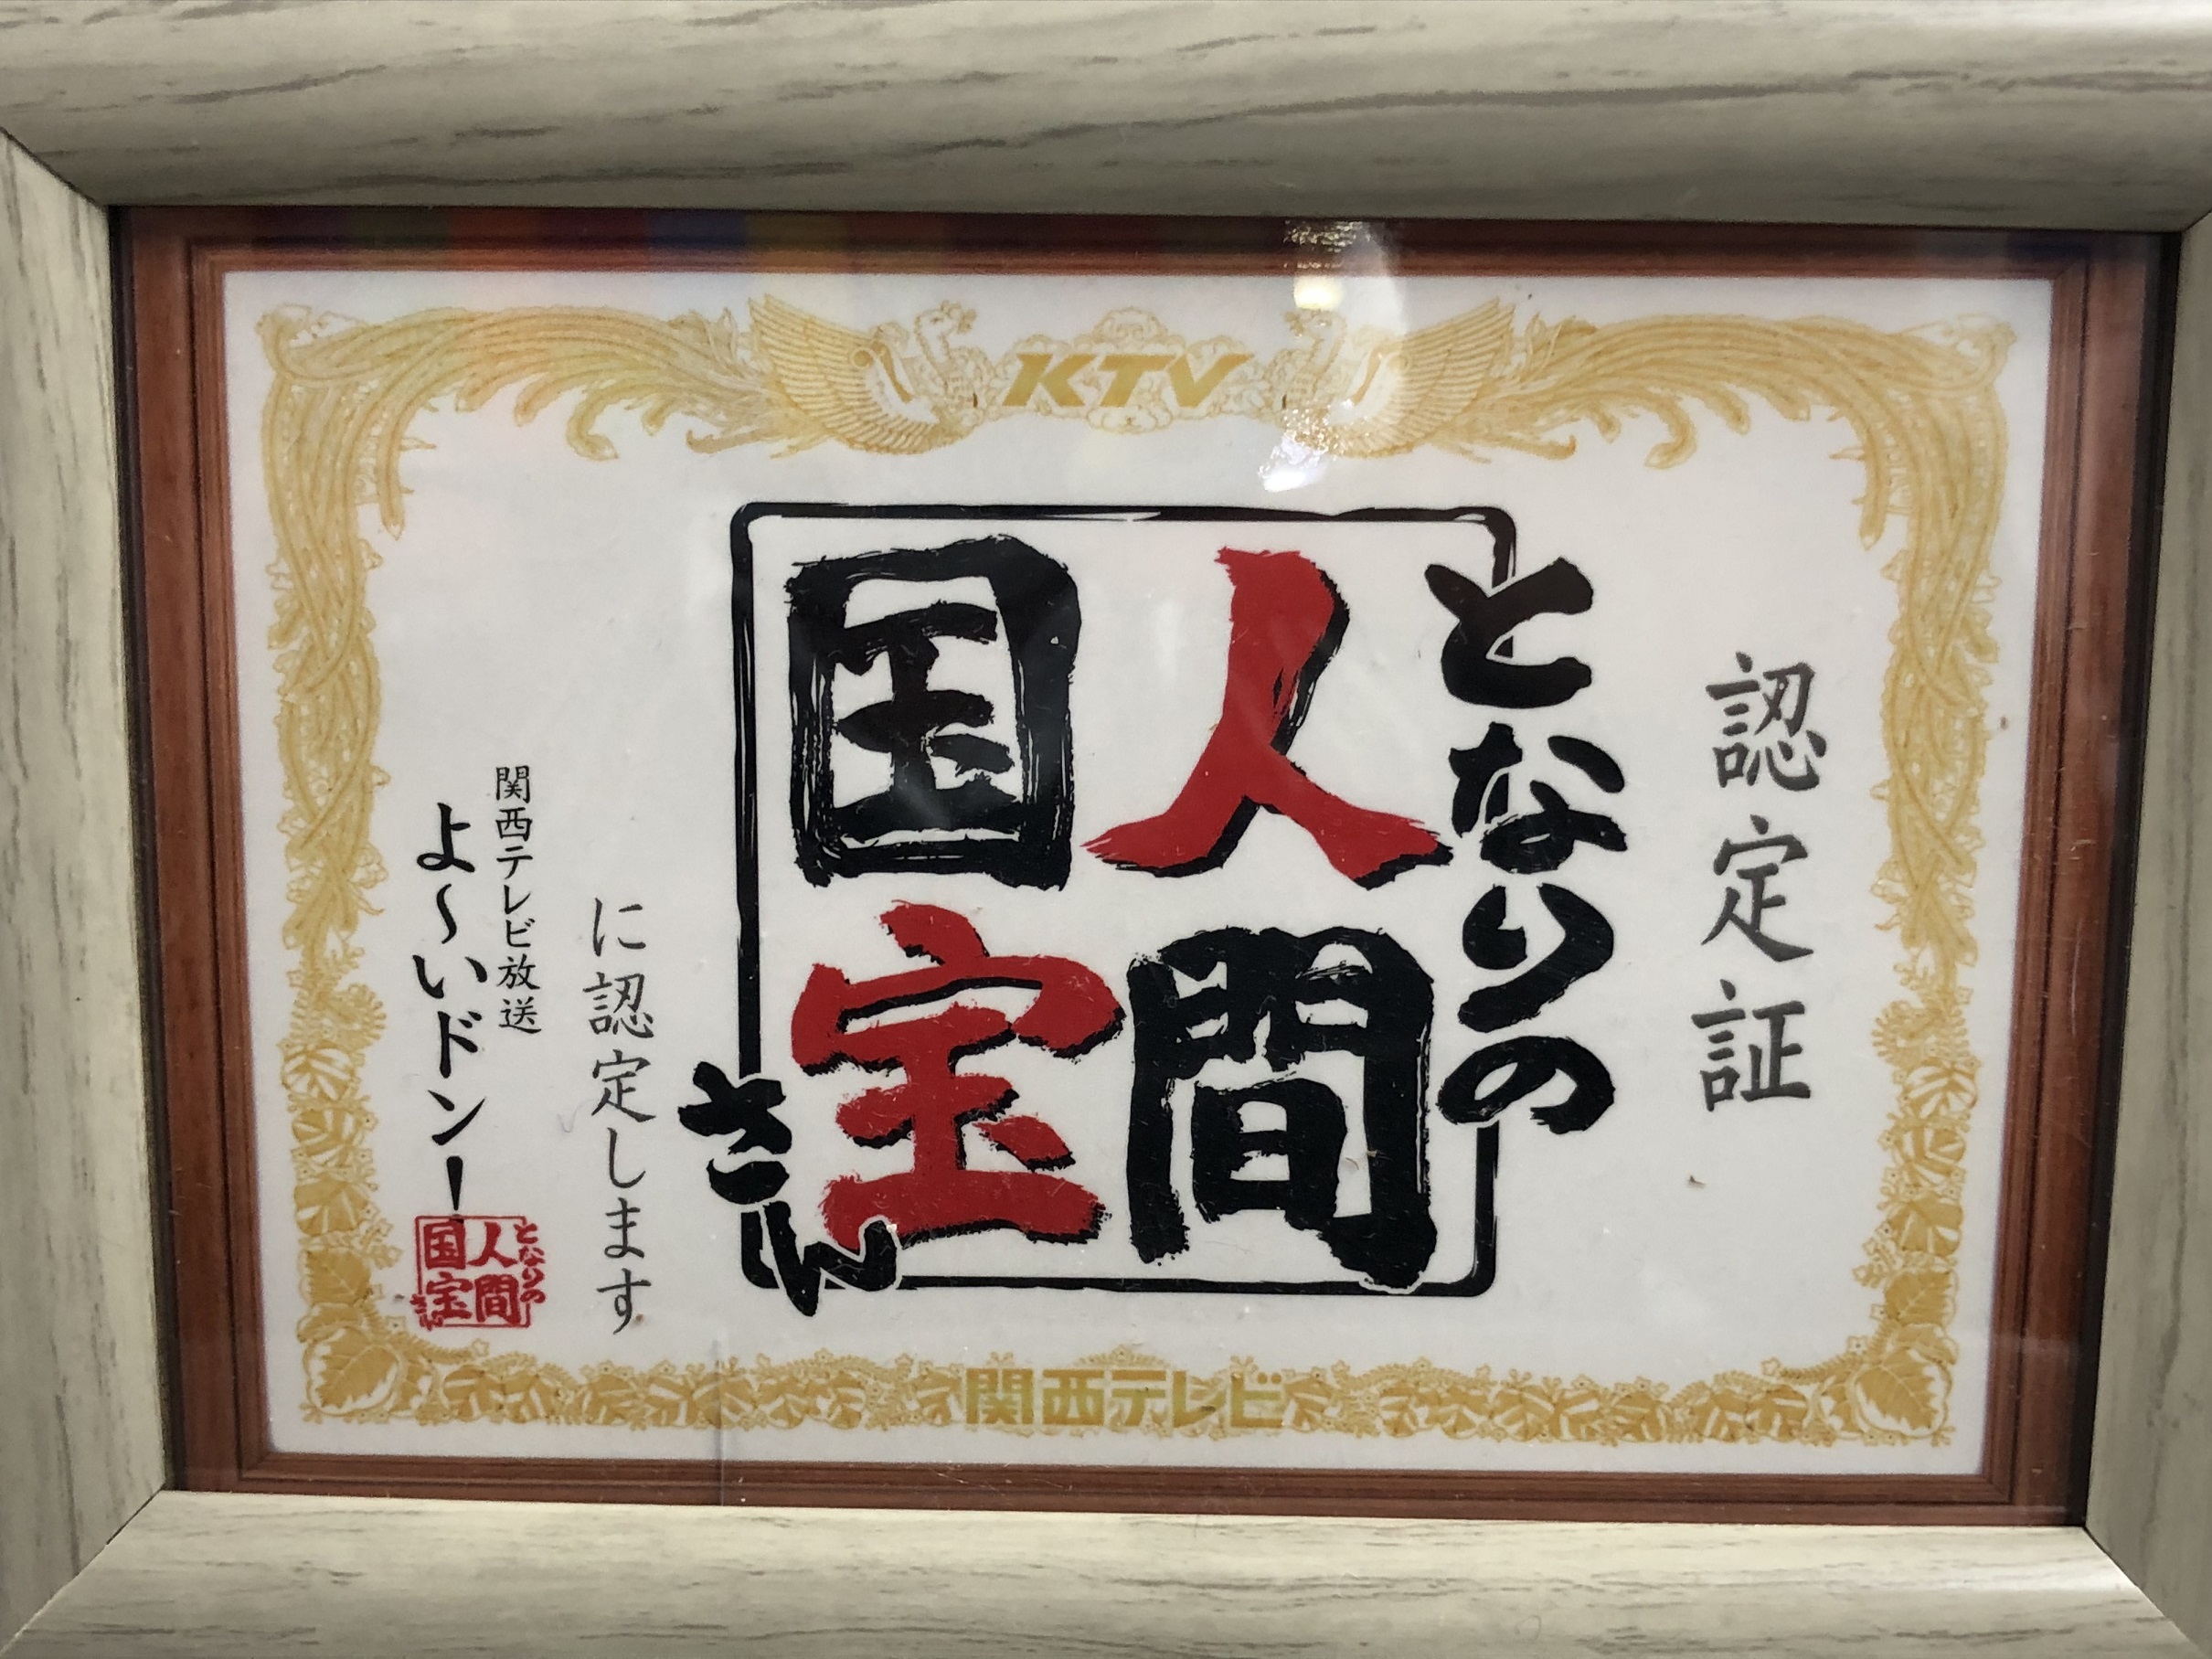 KTV
認定証
となりの
人間
国宝
さん
に認定します
関西テレビ放送
よ〜いドン!
となりの
人間
国宝
さん
関西テレビ